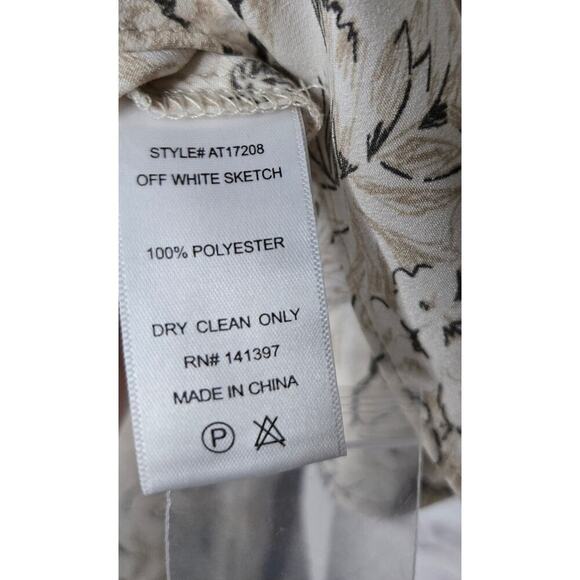 STYLE# AT17208
OFF WHITE SKETCH
100% POLYESTER
DRY CLEAN ONLY
RN# 141397
MADE IN CHINA
P